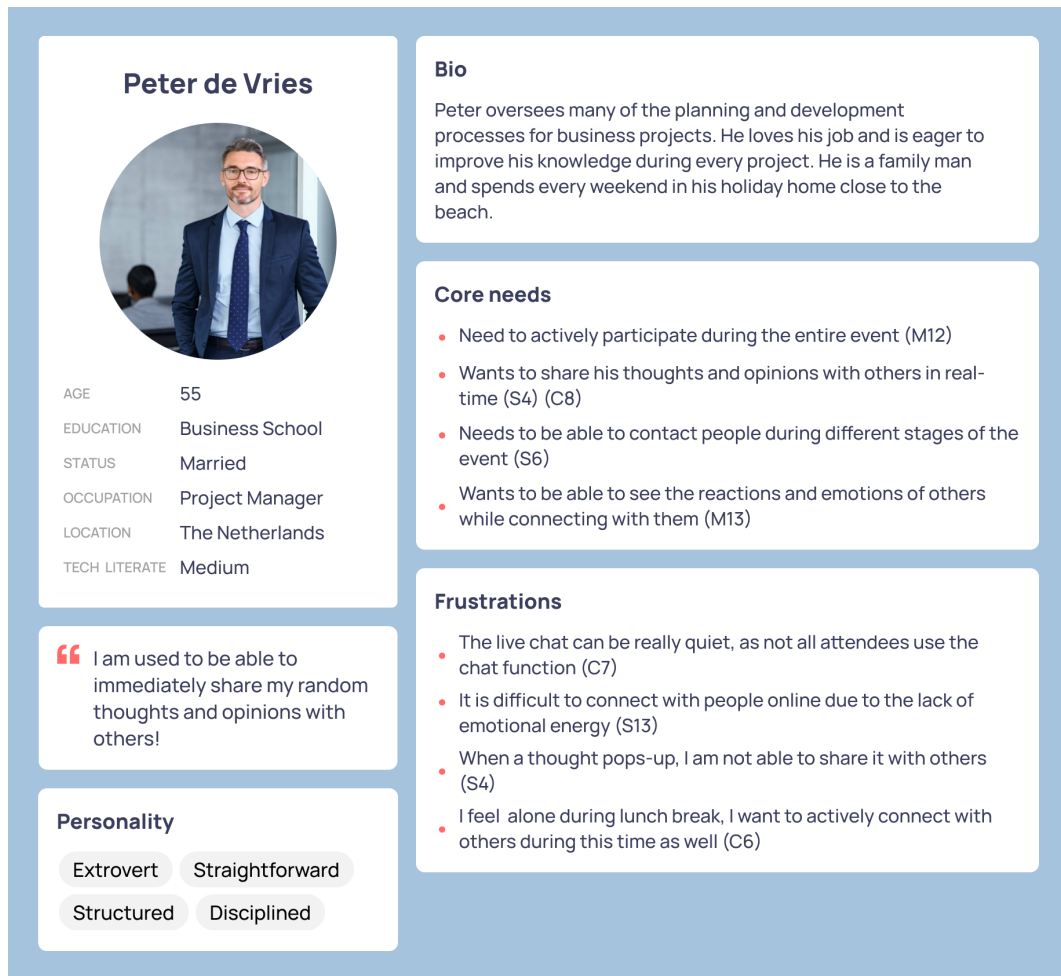 Peter de Vries
AGE 55
EDUCATION Business School
STATUS Married
OCCUPATION Project Manager
LOCATION The Netherlands
TECH LITERATE Medium
“ I am used to be able to
immediately share my random
thoughts and opinions with
others!
Personality
Extrovert Straightforward
Structured Disciplined
Bio
Peter oversees many of the planning and development
processes for business projects. He loves his job and is eager to
improve his knowledge during every project. He is a family man
and spends every weekend in his holiday home close to the
beach.
Core needs
• Need to actively participate during the entire event (M12)
• Wants to share his thoughts and opinions with others in real-
time (S4) (C8)
• Needs to be able to contact people during different stages of the
event (S6)
• Wants to be able to see the reactions and emotions of others
while connecting with them (M13)
Frustrations
• The live chat can be really quiet, as not all attendees use the
chat function (C7)
• It is difficult to connect with people online due to the lack of
emotional energy (S13)
• When a thought pops-up, I am not able to share it with others
(S4)
• I feel  alone during lunch break, I want to actively connect with
others during this time as well (C6)